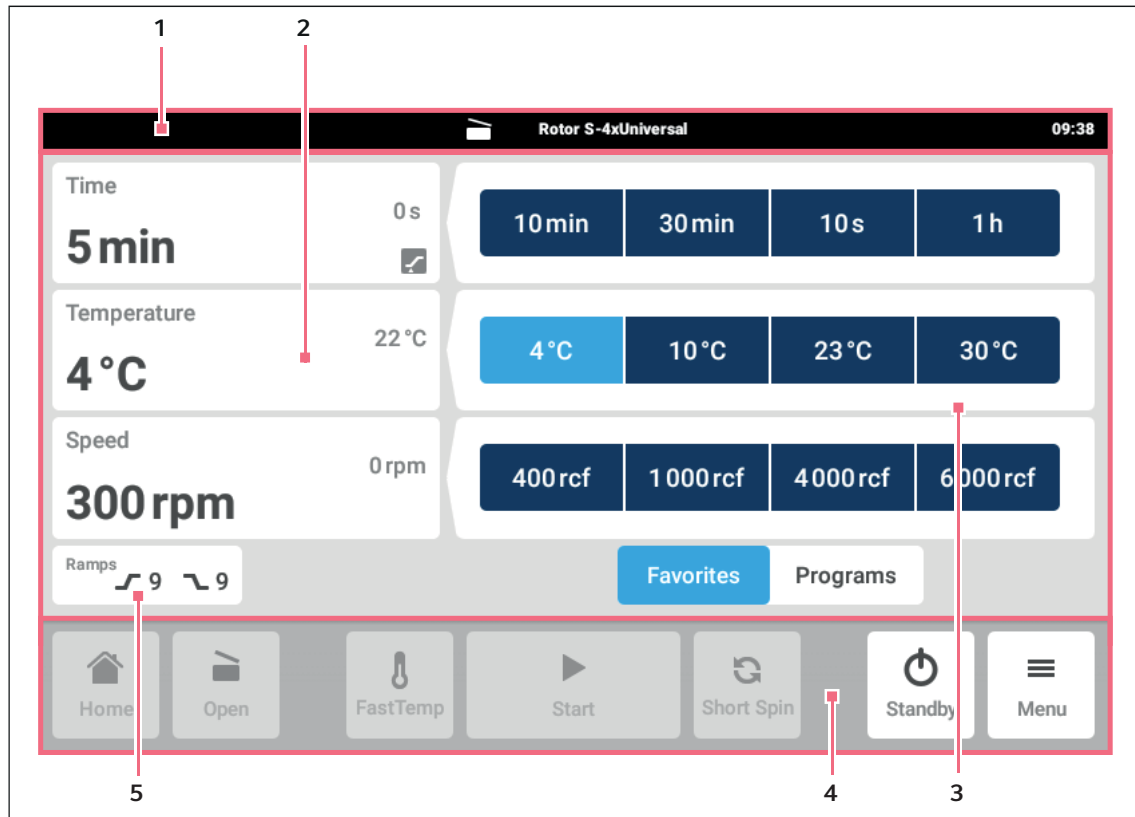 1 2
Rotor S-4xUniversal 09:38
Time
0 s
5 min
10 min 30 min 10 s 1 h
Temperature
22 °C
4 °C
4 °C 10 °C 23 °C 30 °C
Speed
0 rpm
300 rpm
400 rcf 1 000 rcf 4 000 rcf 6 000 rcf
Ramps
9 9
Favorites Programs
Home Open FastTemp Start Short Spin Standby Menu
5 4 3